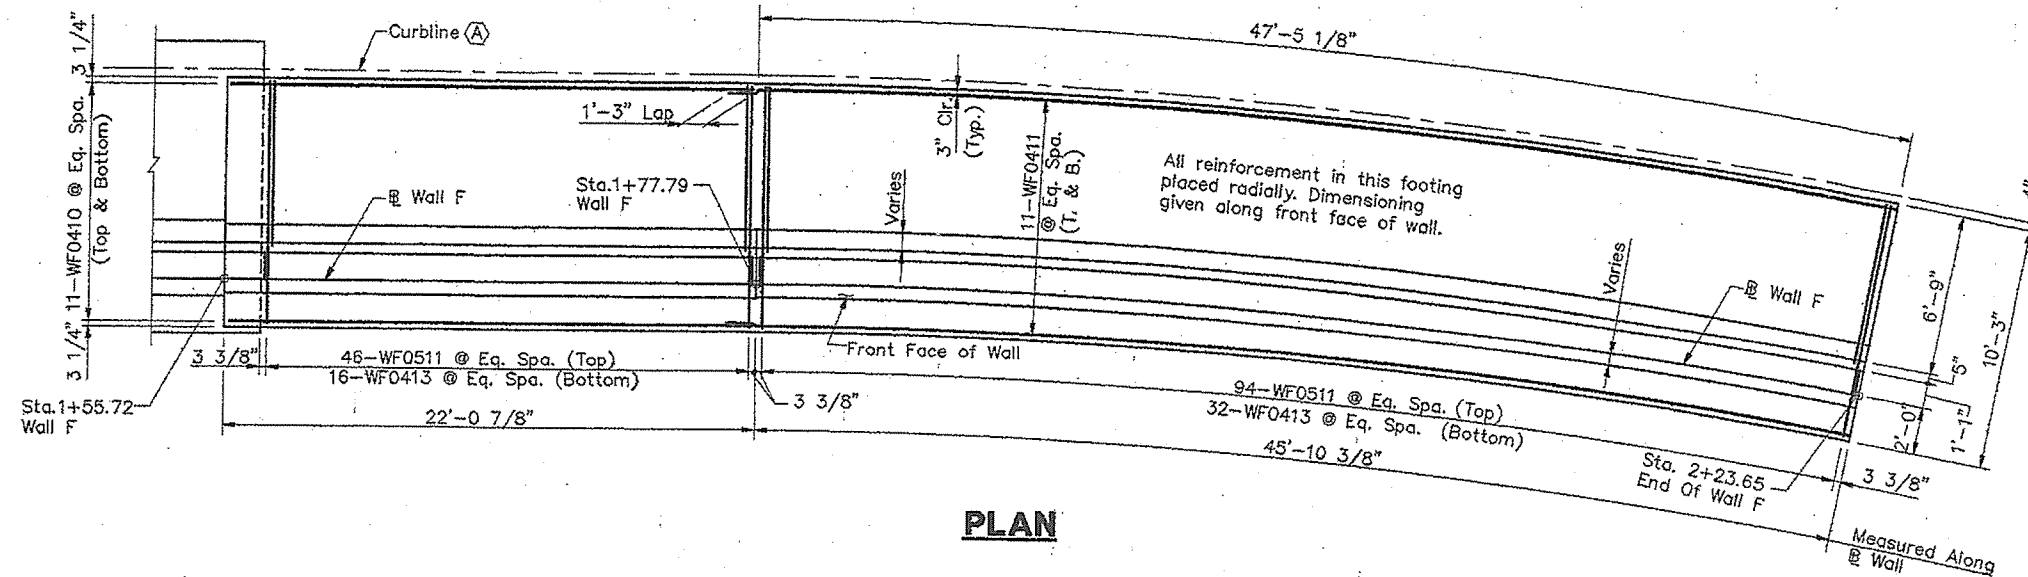 47'-5 1/8"
Curbline A
3 1/4"
11-WF0410 @ Eq. Spa.
(Top & Bottom)
3 1/4"
1'-3" Lap
3" Clr.
(Typ.)
11-WF0411
@ Eq. Spa.
(T. & B.)
All reinforcement in this footing
placed radially. Dimensioning
given along front face of wall.
Sta.1+77.79
Wall F
Wall F
Varies
Varies
Wall F
4"
6'-9"
5"
10'-3"
2'-0"
1'-1"
Front Face of Wall
3 3/8"
46-WF0511 @ Eq. Spa. (Top)
16-WF0413 @ Eq. Spa. (Bottom)
3 3/8"
94-WF0511 @ Eq. Spa. (Top)
32-WF0413 @ Eq. Spa. (Bottom)
Sta.1+55.72
Wall F
22'-0 7/8"
45'-10 3/8"
Sta. 2+23.65
End Of Wall F
3 3/8"
PLAN
Measured Along
Wall